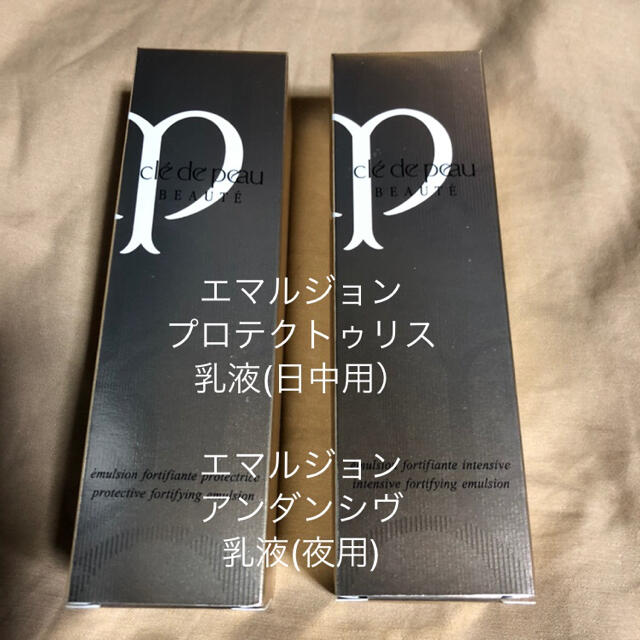 clé de peau
BEAUTÉ
clé de peau
BEAUTÉ
エマルジョン
プロテクトゥリス
乳液(日中用)
エマルジョン
アンダンシヴ
乳液(夜用)
émulsion fortifiante protectrice
protective fortifying emulsion
émulsion fortifiante intensive
intensive fortifying emulsion